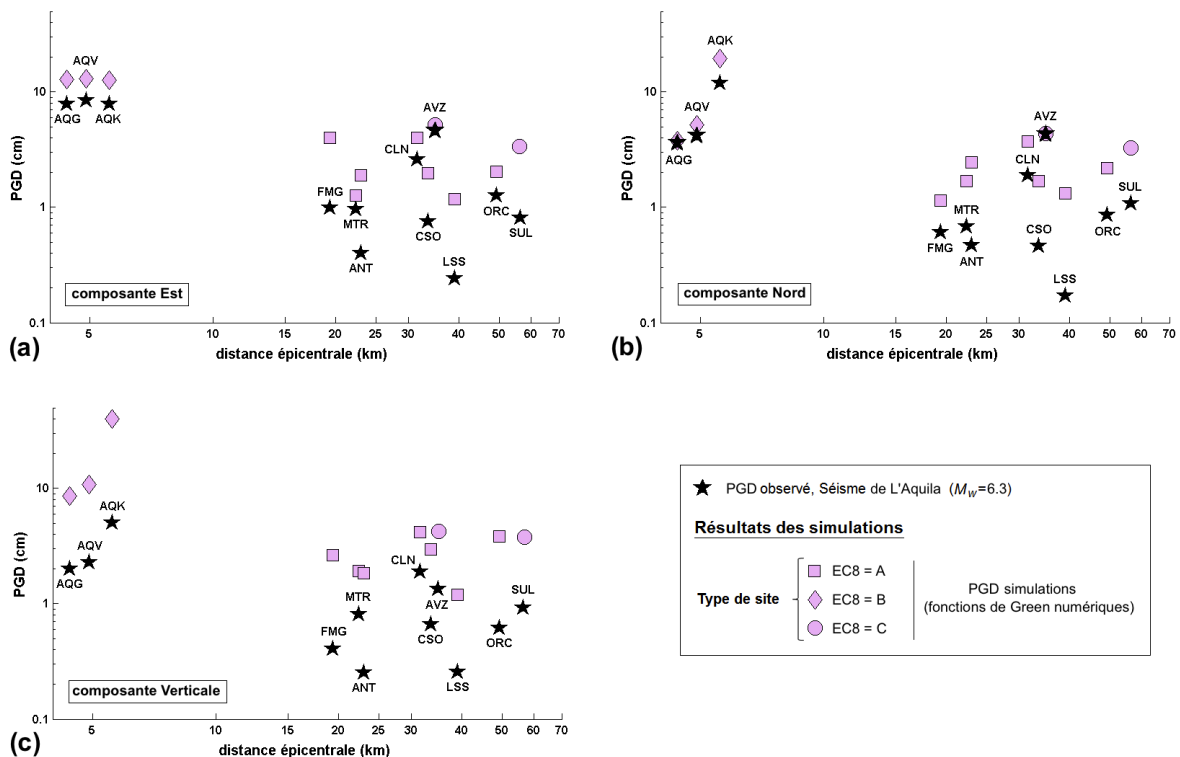 AQV
AQG
AQK
FMG
MTR
ANT
CLN
AVZ
CSO
LSS
ORC
SUL
PGD (cm)
10
1
0.1
composante Est
5
10
20
25
30
40
50
60
70
distance épicentrale (km)
(a)
AQK
AQV
AQG
FMG
MTR
ANT
AVZ
CLN
CSO
LSS
ORC
SUL
PGD (cm)
10
1
0.1
composante Nord
5
10
20
25
30
40
50
60
70
distance épicentrale (km)
(b)
AQK
AQV
AQG
FMG
MTR
ANT
CLN
AVZ
CSO
LSS
ORC
SUL
PGD (cm)
10
1
0.1
composante Verticale
5
10
20
25
30
40
50
60
70
distance épicentrale (km)
(c)
PGD observé, Séisme de L'Aquila (Mw=6.3)
Résultats des simulations
Type de site
EC8 = A
EC8 = B
EC8 = C
PGD simulations
(fonctions de Green numériques)